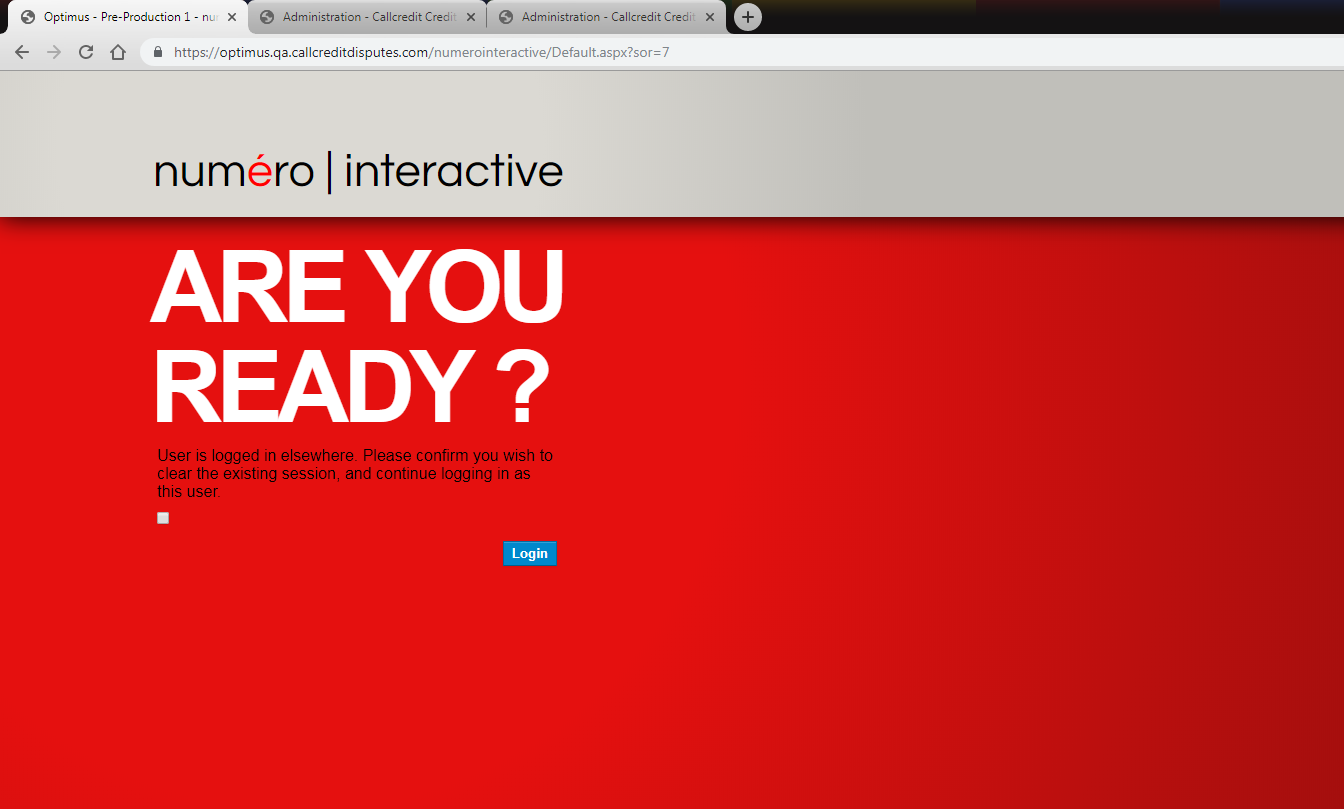 Optimus - Pre-Production 1 - nu
Administration - Callcredit Credit
Administration - Callcredit Credit
https://optimus.qa.callcreditdisputes.com/numerointeractive/Default.aspx?sor=7
numéro | interactive
ARE YOU
READY ?
User is logged in elsewhere. Please confirm you wish to
clear the existing session, and continue logging in as
this user.
Login